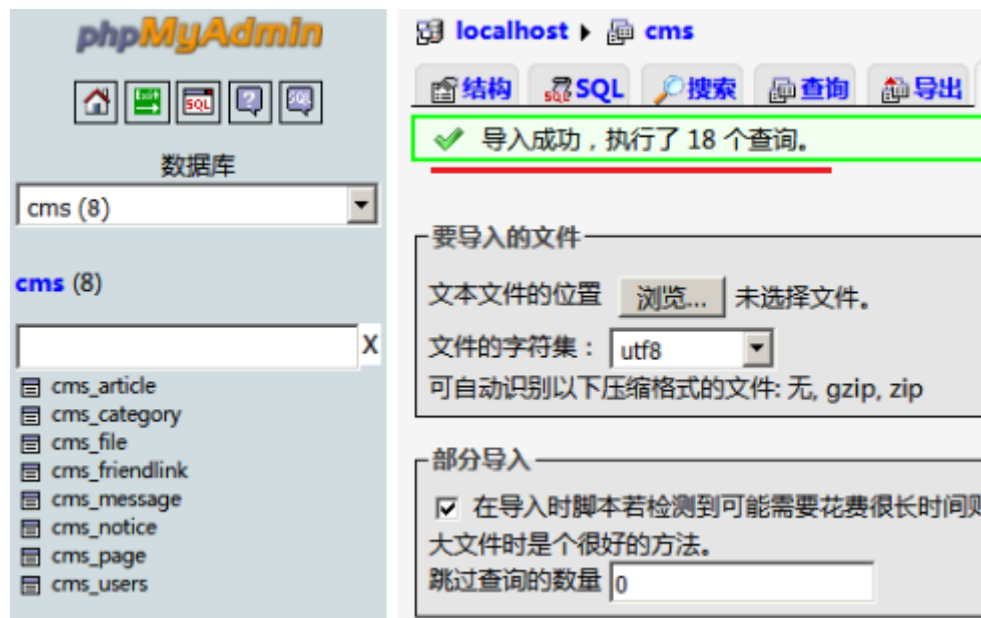 phpMyAdmin
数据库
cms (8)
cms (8)
X
cms_article
cms_category
cms_file
cms_friendlink
cms_message
cms_notice
cms_page
cms_users
localhost ▸ cms
结构 SQL 搜索 查询 导出
导入成功，执行了 18 个查询。
要导入的文件
文本文件的位置 浏览... 未选择文件。
文件的字符集： utf8
可自动识别以下压缩格式的文件: 无, gzip, zip
部分导入
在导入时脚本若检测到可能需要花费很长时间则
大文件时是个很好的方法。
跳过查询的数量 0